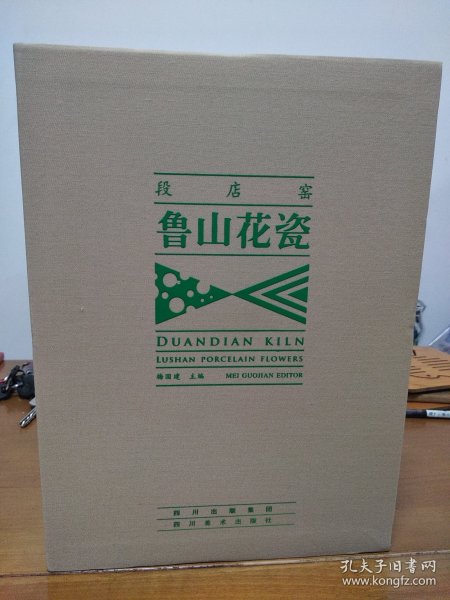 段店窑
鲁山花瓷
DUANDIAN KILN
LUSHAN PORCELAIN FLOWERS
梅国建 主编 MEI GUOJIAN EDITOR
四川出版集团
四川美术出版社
孔夫子旧书网
www.kongfz.com